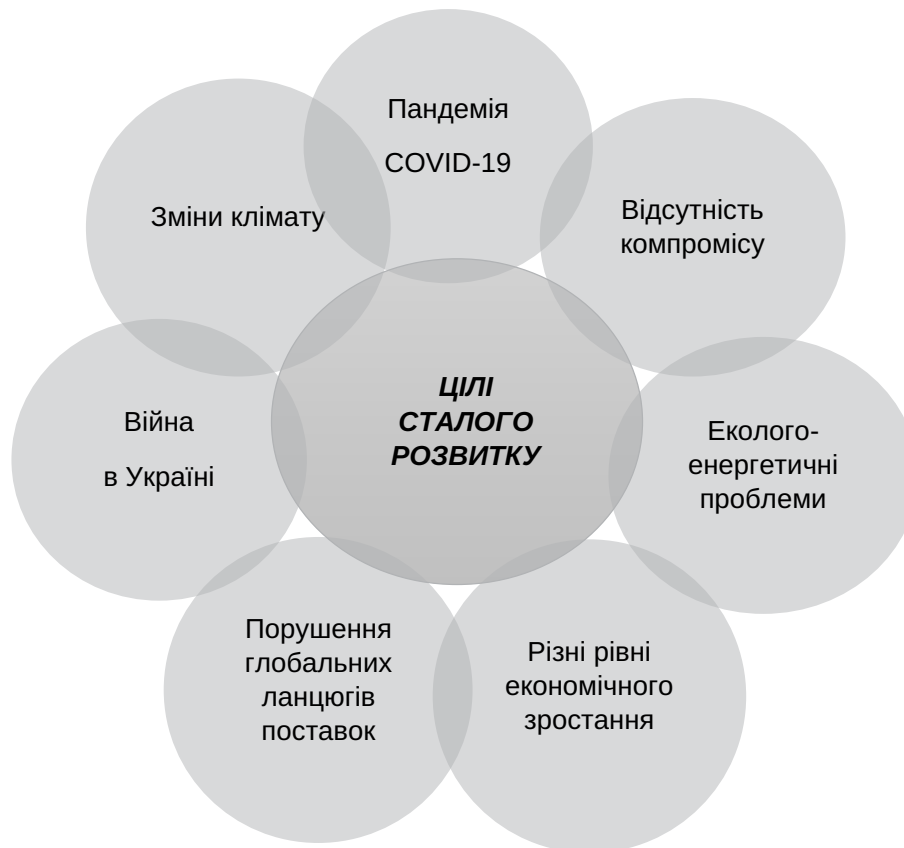 Пандемія
COVID-19
Зміни клімату
Відсутність
компромісу
ЦІЛІ
СТАЛОГО
РОЗВИТКУ
Війна
в Україні
Еколого-
енергетичні
проблеми
Порушення
глобальних
ланцюгів
поставок
Різні рівні
економічного
зростання